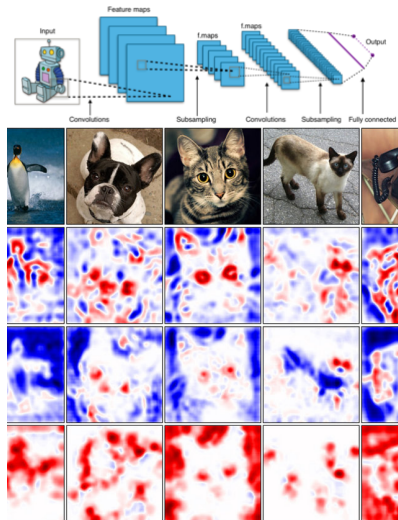 Feature maps
Input
f.maps
f.maps
Output
Convolutions
Subsampling
Convolutions
Subsampling
Fully connected